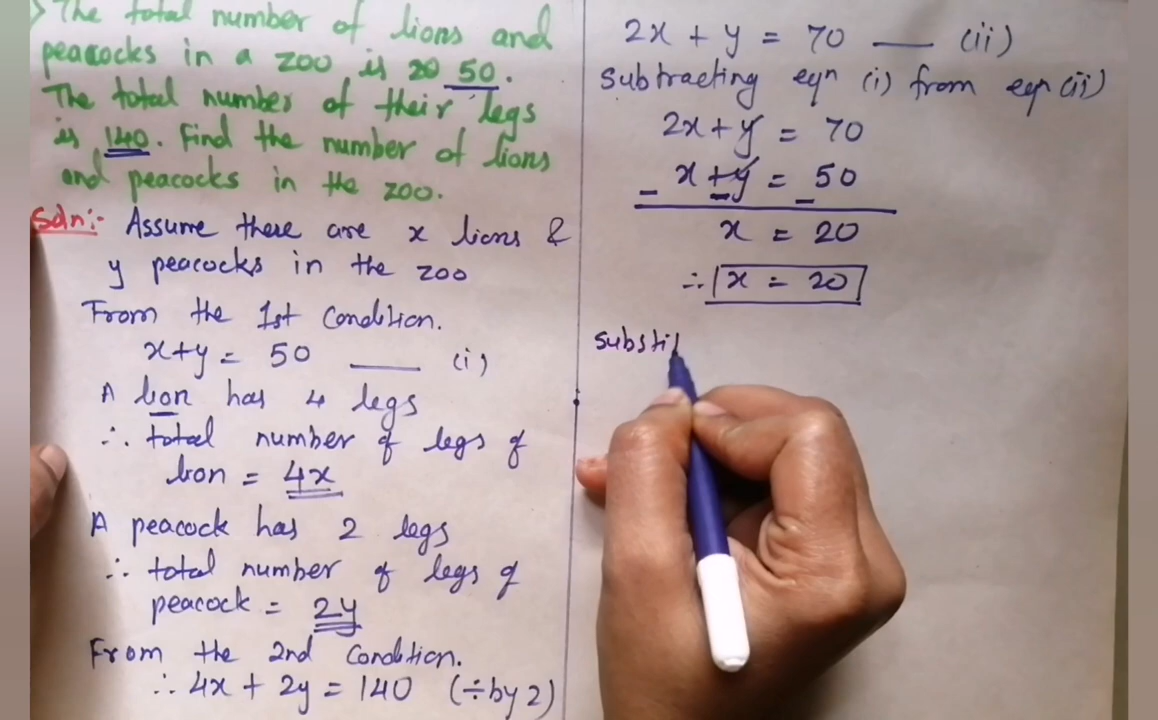 The total number of lions and
peacocks in a zoo is 20 50.
The total number of their legs
is 140. Find the number of lions
and peacocks in the zoo.
Soln:- Assume there are x lions &
y peacocks in the zoo
From the 1st condition.
x+y = 50 —— (i)
A lion has 4 legs
∴ total number of legs of
lion = 4x
A peacock has 2 legs
∴ total number of legs of
peacock = 2y
From the 2nd condition.
∴ 4x + 2y = 140 (÷by 2)
2x + y = 70 —— (ii)
Subtracting eqn (i) from eqn (ii)
2x + y = 70
- x + y = 50
- -
x = 20
∴ x = 20
substi